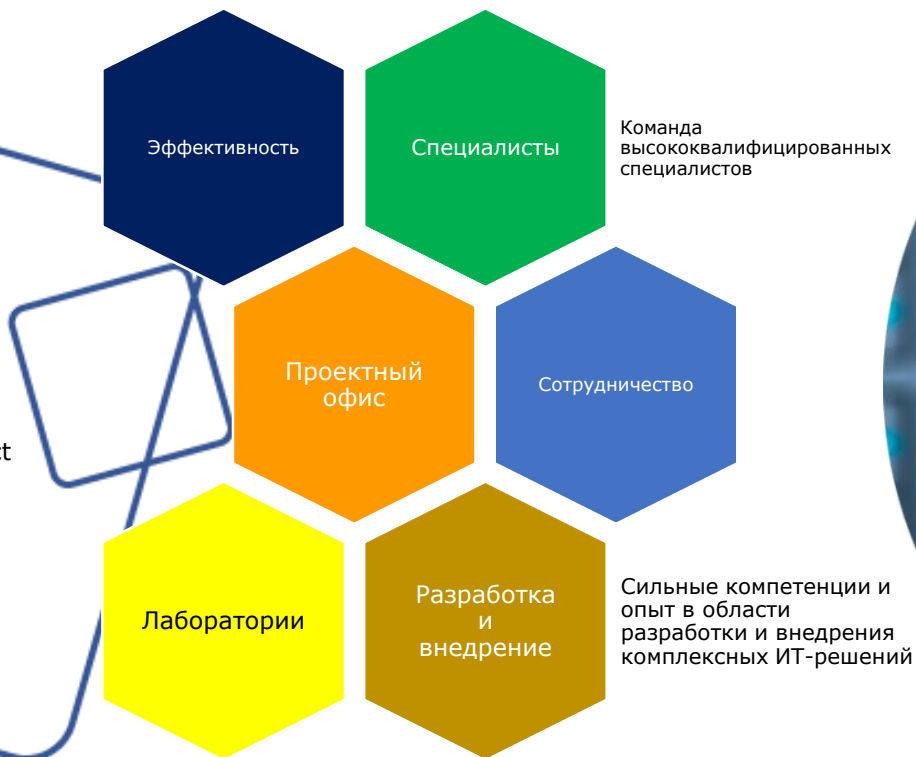 Эффективность
Специалисты
Команда
высококвалифицированных
специалистов
Проектный
офис
Сотрудничество
ct
Лаборатории
Разработка
и
внедрение
Сильные компетенции и
опыт в области
разработки и внедрения
комплексных ИТ-решений